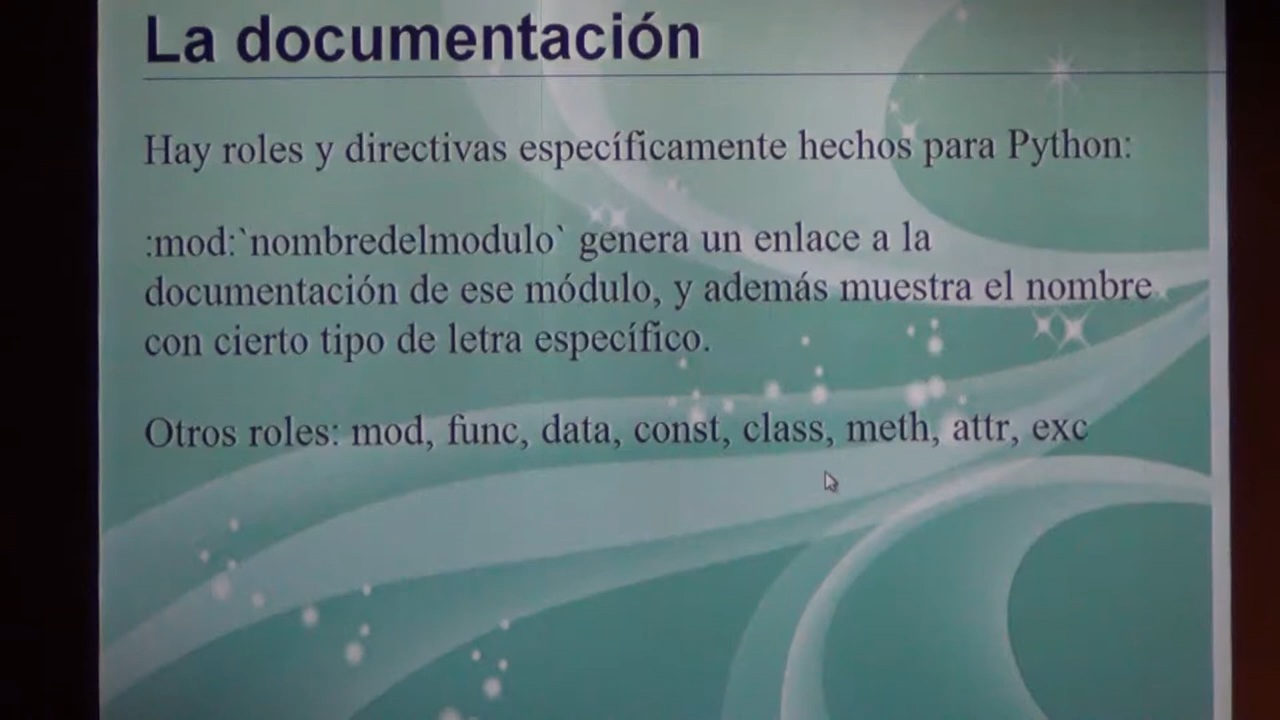 La documentación
Hay roles y directivas específicamente hechos para Python:
:mod:`nombredelmodulo` genera un enlace a la
documentación de ese módulo, y además muestra el nombre
con cierto tipo de letra específico.
Otros roles: mod, func, data, const, class, meth, attr, exc